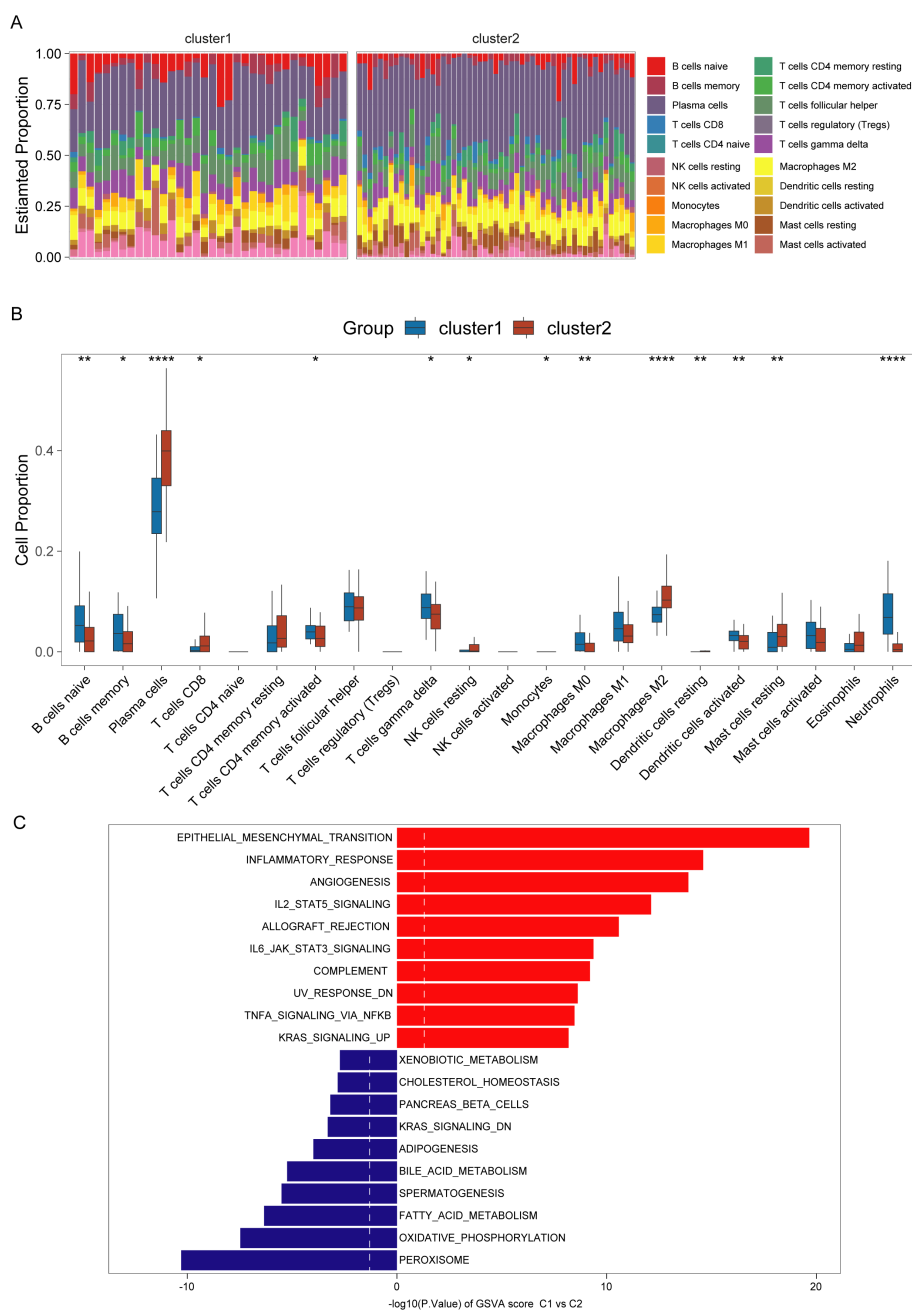 A
cluster1
cluster2
1.00
0.75
0.50
0.25
0.00
Estiamted Proportion
B cells naive
B cells memory
Plasma cells
T cells CD8
T cells CD4 naive
NK cells resting
NK cells activated
Monocytes
Macrophages M0
Macrophages M1
T cells CD4 memory resting
T cells CD4 memory activated
T cells follicular helper
T cells regulatory (Tregs)
T cells gamma delta
Macrophages M2
Dendritic cells resting
Dendritic cells activated
Mast cells resting
Mast cells activated
B
Group cluster1 cluster2
** * **** * * * * * ** **** ** ** ** ****
0.4
0.2
0.0
Cell Proportion
B cells naive
B cells memory
Plasma cells
T cells CD8
T cells CD4 naive
T cells CD4 memory resting
T cells CD4 memory activated
T cells follicular helper
T cells regulatory (Tregs)
T cells gamma delta
NK cells resting
NK cells activated
Monocytes
Macrophages M0
Macrophages M1
Macrophages M2
Dendritic cells resting
Dendritic cells activated
Mast cells resting
Mast cells activated
Eosinophils
Neutrophils
C
EPITHELIAL_MESENCHYMAL_TRANSITION
INFLAMMATORY_RESPONSE
ANGIOGENESIS
IL2_STAT5_SIGNALING
ALLOGRAFT_REJECTION
IL6_JAK_STAT3_SIGNALING
COMPLEMENT
UV_RESPONSE_DN
TNFA_SIGNALING_VIA_NFKB
KRAS_SIGNALING_UP
XENOBIOTIC_METABOLISM
CHOLESTEROL_HOMEOSTASIS
PANCREAS_BETA_CELLS
KRAS_SIGNALING_DN
ADIPOGENESIS
BILE_ACID_METABOLISM
SPERMATOGENESIS
FATTY_ACID_METABOLISM
OXIDATIVE_PHOSPHORYLATION
PEROXISOME
-10 0 10 20
-log10(P.Value) of GSVA score C1 vs C2